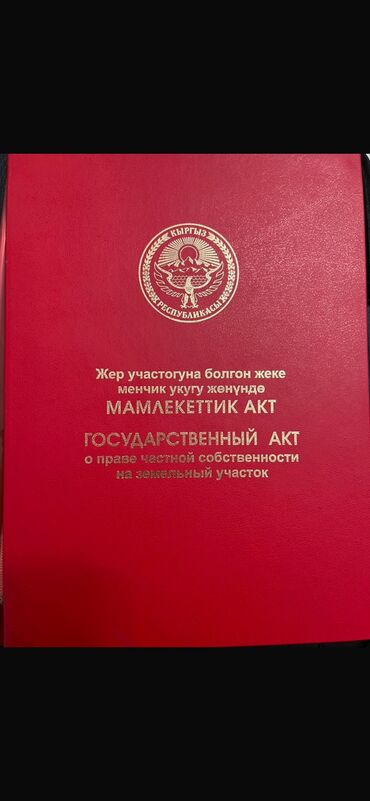 КЫРГЫЗ
РЕСПУБЛИКАСЫ
Жер участогуна болгон жеке
менчик укугу жөнүндө
МАМЛЕКЕТТИК АКТ
ГОСУДАРСТВЕННЫЙ АКТ
о праве частной собственности
на земельный участок